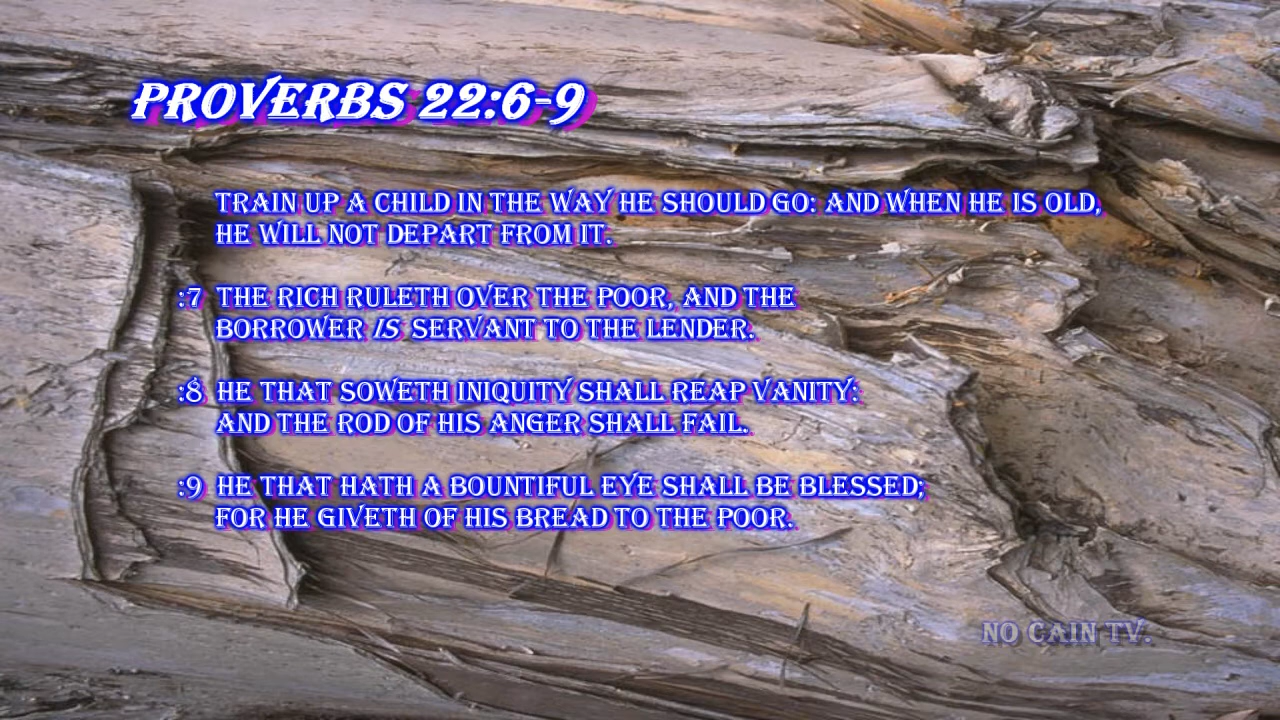 PROVERBS 22:6-9
TRAIN UP A CHILD IN THE WAY HE SHOULD GO: AND WHEN HE IS OLD,
HE WILL NOT DEPART FROM IT.
:7 THE RICH RULETH OVER THE POOR, AND THE
BORROWER IS SERVANT TO THE LENDER.
:8 HE THAT SOWETH INIQUITY SHALL REAP VANITY:
AND THE ROD OF HIS ANGER SHALL FAIL.
:9 HE THAT HATH A BOUNTIFUL EYE SHALL BE BLESSED;
FOR HE GIVETH OF HIS BREAD TO THE POOR.
NO CAIN TV.